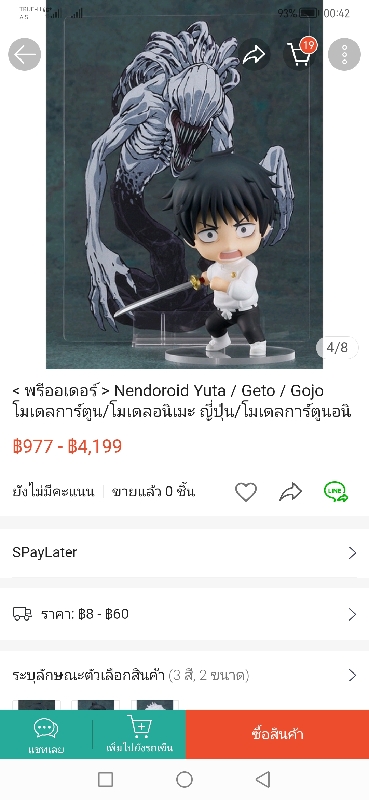 93%
00:42
19
4/8
< พรีออเดอร์ > Nendoroid Yuta / Geto / Gojo
โมเดลการ์ตูน/โมเดลอนิเมะ ญี่ปุ่น/โมเดลการ์ตูนอนิ
฿977 - ฿4,199
ยังไม่มีคะแนน
ขายแล้ว 0 ชิ้น
LINE
SPayLater
ราคา: ฿8 - ฿60
ระบุลักษณะตัวเลือกสินค้า (3 สี, 2 ขนาด)
แชทเลย
เพิ่มไปยังรถเข็น
ซื้อสินค้า